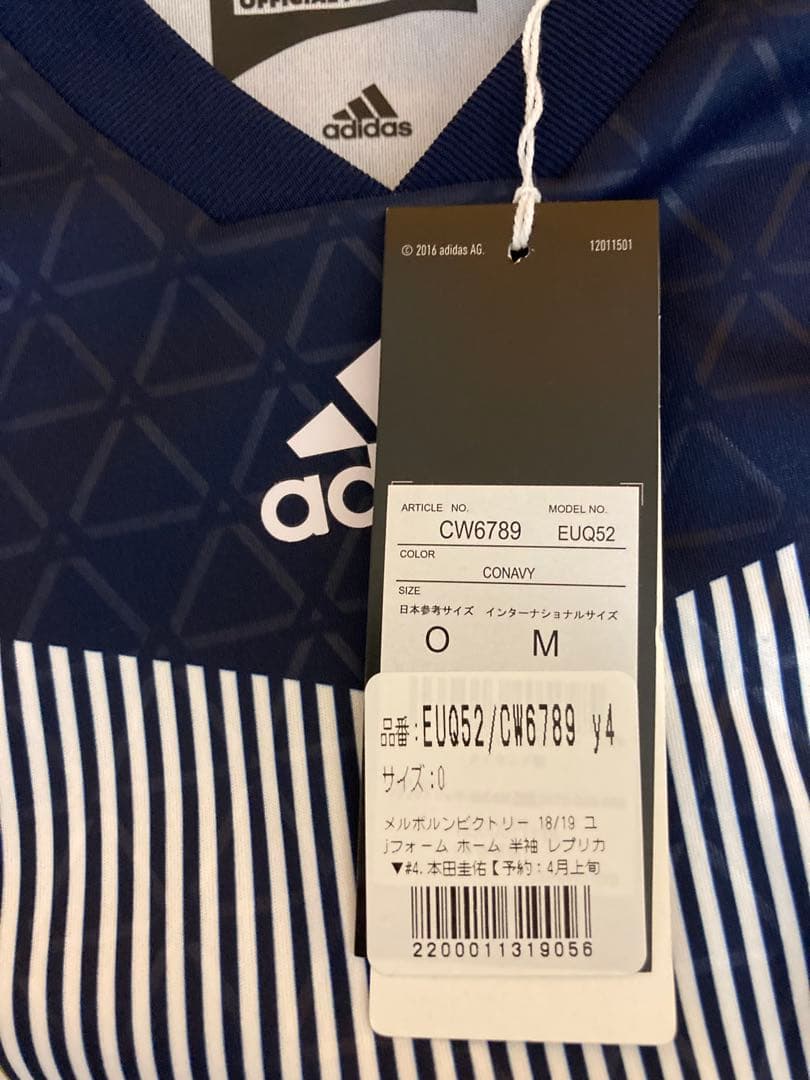 OFFICIAL
adidas
© 2016 adidas AG.
12011501
ad
ARTICLE NO.
MODEL NO.
CW6789
EUQ52
COLOR
CONAVY
SIZE
日本参考サイズ インターナショナルサイズ
O
M
品番:EUQ52/CW6789 y4
サイズ:O
メルボルンビクトリー 18/19 ユ
jフォーム ホーム 半袖 レプリカ
▼#4.本田圭佑【予約:4月上旬
2200011319056